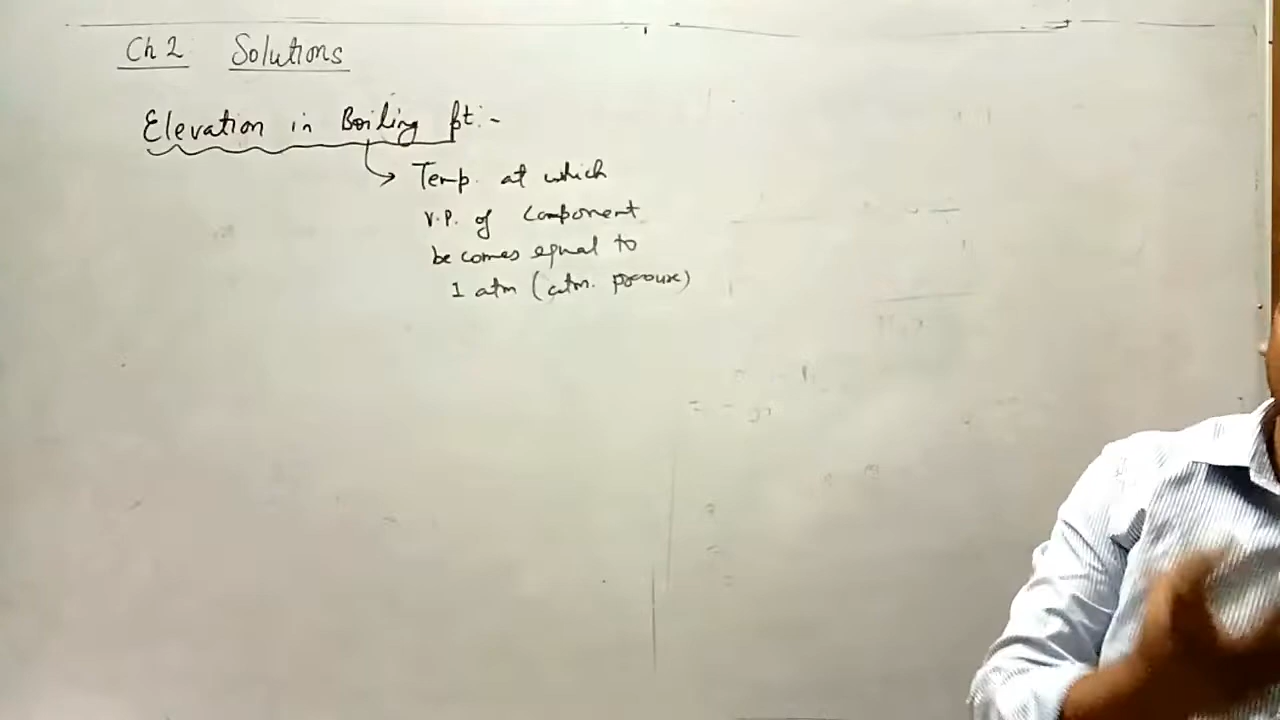 Ch 2 Solutions
Elevation in Boiling pt:-
Temp. at which
V.P. of component
becomes equal to
1 atm (atm. pressure)